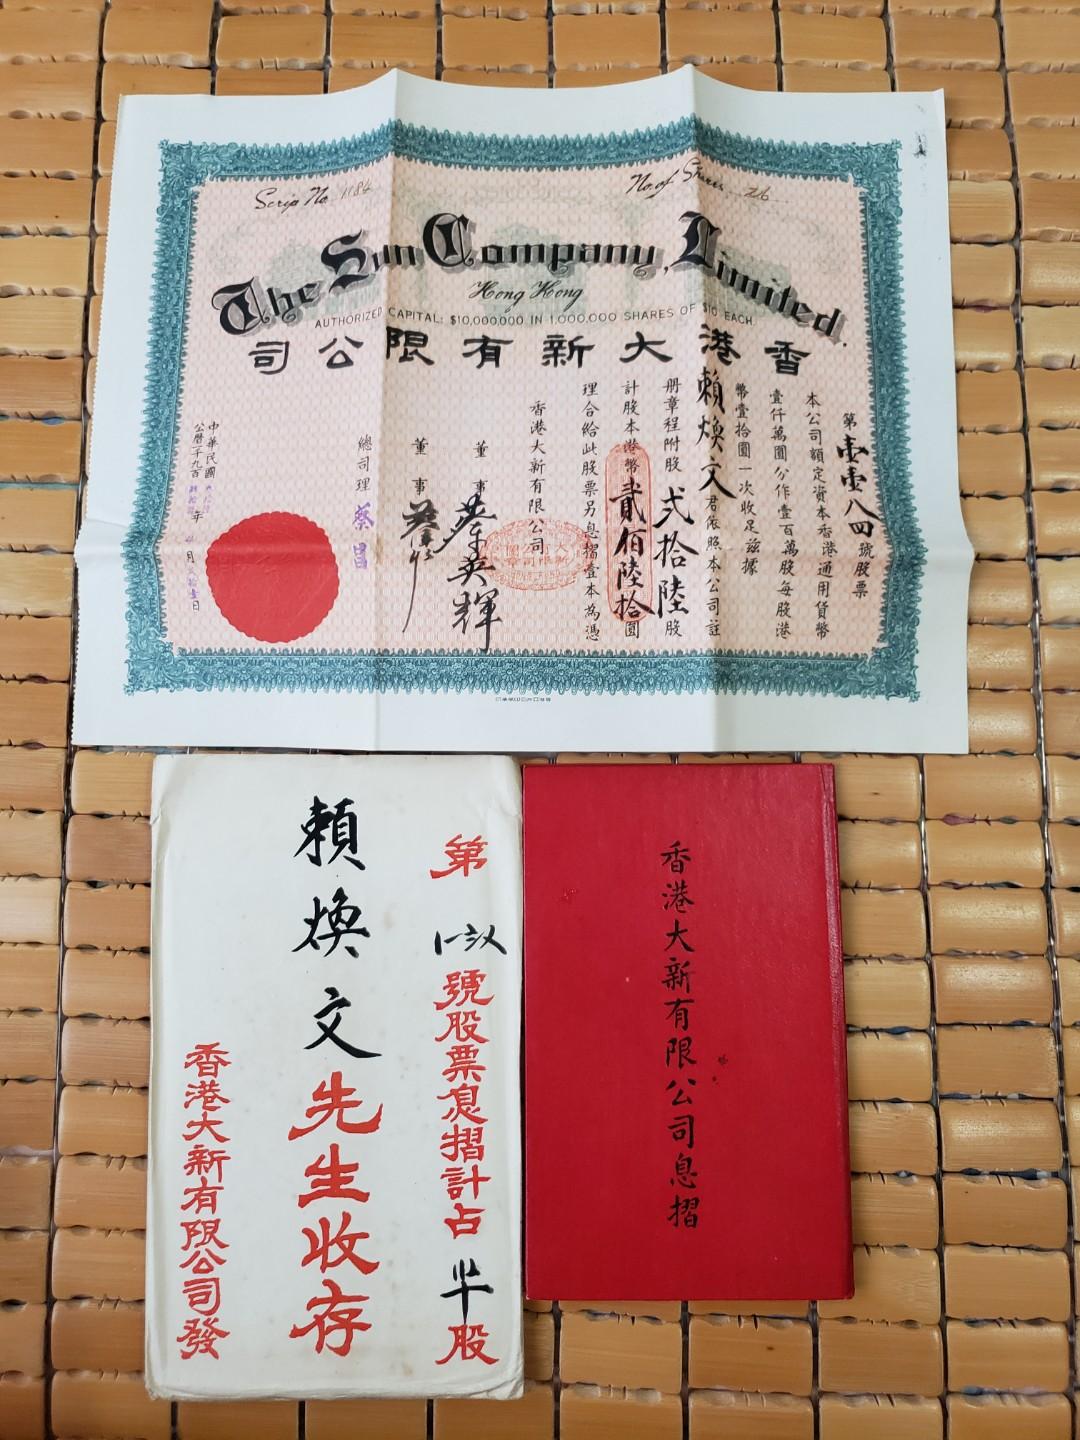 Scrip No. 1184
No. of Shares 26
The Sun Company, Limited.
Hong Kong
AUTHORIZED CAPITAL: $10,000,000 IN 1,000,000 SHARES OF $10 EACH
香港大新有限公司
第壹壹八四號股票
本公司額定資本香港通用貨幣
壹仟萬圓分作壹百萬股每股港
幣壹拾圓一次收足茲據
賴煥文君依照本公司註
册章程附股弍拾陸股
計股本港幣貳佰陸拾圓
理合給此股票另息摺壹本為憑
香港大新有限公司
董事 蔡英輝
董事
總司理 蔡昌
中華民國
公曆一千九百
年
月
日
第
號股票息摺計占
股
賴煥文先生收存
香港大新有限公司發
香港大新有限公司息摺